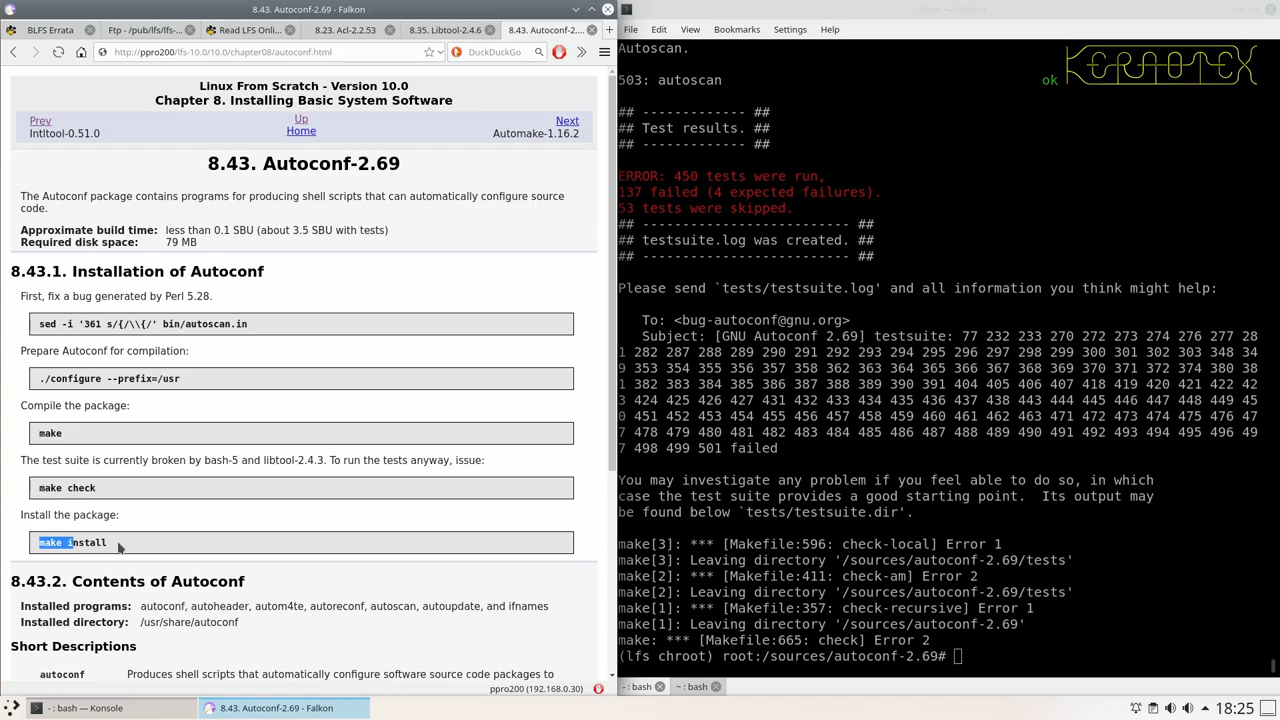 8.43. Autoconf-2.69 - Falkon
BLFS Errata
Ftp - /pub/lfs/lfs-...
Read LFS Onli...
8.23. Acl-2.2.53
8.35. Libtool-2.4.6
8.43. Autoconf-2....
http://ppro200/lfs-10.0/10.0/chapter08/autoconf.html
DuckDuckGo
Linux From Scratch - Version 10.0
Chapter 8. Installing Basic System Software
Prev
Up
Next
Intltool-0.51.0
Home
Automake-1.16.2
8.43. Autoconf-2.69
The Autoconf package contains programs for producing shell scripts that can automatically configure source
code.
Approximate build time: less than 0.1 SBU (about 3.5 SBU with tests)
Required disk space: 79 MB
8.43.1. Installation of Autoconf
First, fix a bug generated by Perl 5.28.
sed -i '361 s/{/\\{/' bin/autoscan.in
Prepare Autoconf for compilation:
./configure --prefix=/usr
Compile the package:
make
The test suite is currently broken by bash-5 and libtool-2.4.3. To run the tests anyway, issue:
make check
Install the package:
make install
8.43.2. Contents of Autoconf
Installed programs: autoconf, autoheader, autom4te, autoreconf, autoscan, autoupdate, and ifnames
Installed directory: /usr/share/autoconf
Short Descriptions
autoconf Produces shell scripts that automatically configure software source code packages to
ppro200 (192.168.0.30)
File Edit View Bookmarks Settings Help
Autoscan.
503: autoscan ok
KERAOTEX
## ------------- ##
## Test results. ##
## ------------- ##
ERROR: 450 tests were run,
137 failed (4 expected failures).
53 tests were skipped.
## -------------------------- ##
## testsuite.log was created. ##
## -------------------------- ##
Please send `tests/testsuite.log' and all information you think might help:
To: <bug-autoconf@gnu.org>
Subject: [GNU Autoconf 2.69] testsuite: 77 232 233 270 272 273 274 276 277 28
1 282 287 288 289 290 291 292 293 294 295 296 297 298 299 300 301 302 303 348 34
9 353 354 355 356 357 358 362 363 364 365 366 367 368 369 370 371 372 374 380 38
1 382 383 384 385 386 387 388 389 390 391 404 405 406 407 418 419 420 421 422 42
3 424 425 426 427 431 432 433 434 435 436 437 438 439 440 441 442 443 448 449 45
0 451 452 453 454 455 456 457 458 459 460 461 462 463 471 472 473 474 475 476 47
7 478 479 480 481 482 483 484 485 486 487 488 489 490 491 492 493 494 495 496 49
7 498 499 501 failed
You may investigate any problem if you feel able to do so, in which
case the test suite provides a good starting point.  Its output may
be found below `tests/testsuite.dir'.
make[3]: *** [Makefile:596: check-local] Error 1
make[3]: Leaving directory '/sources/autoconf-2.69/tests'
make[2]: *** [Makefile:411: check-am] Error 2
make[2]: Leaving directory '/sources/autoconf-2.69/tests'
make[1]: *** [Makefile:357: check-recursive] Error 1
make[1]: Leaving directory '/sources/autoconf-2.69'
make: *** [Makefile:665: check] Error 2
(lfs chroot) root:/sources/autoconf-2.69#
- : bash
~ : bash
- : bash — Konsole
8.43. Autoconf-2.69 - Falkon
18:25